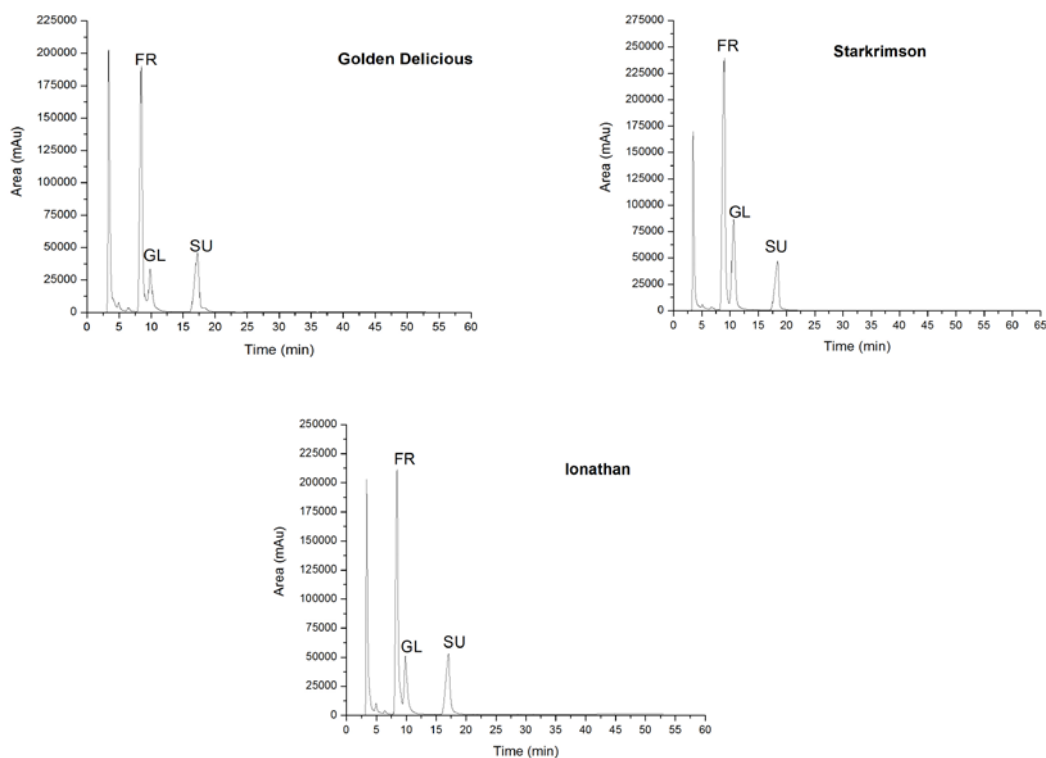 Golden Delicious
Area (mAu)
225000
200000
175000
150000
125000
100000
75000
50000
25000
0
FR
GL
SU
0 5 10 15 20 25 30 35 40 45 50 55 60
Time (min)
Starkrimson
Area (mAu)
275000
250000
225000
200000
175000
150000
125000
100000
75000
50000
25000
0
FR
GL
SU
0 5 10 15 20 25 30 35 40 45 50 55 60 65
Time (min)
Ionathan
Area (mAu)
250000
225000
200000
175000
150000
125000
100000
75000
50000
25000
0
FR
GL
SU
0 5 10 15 20 25 30 35 40 45 50 55 60
Time (min)